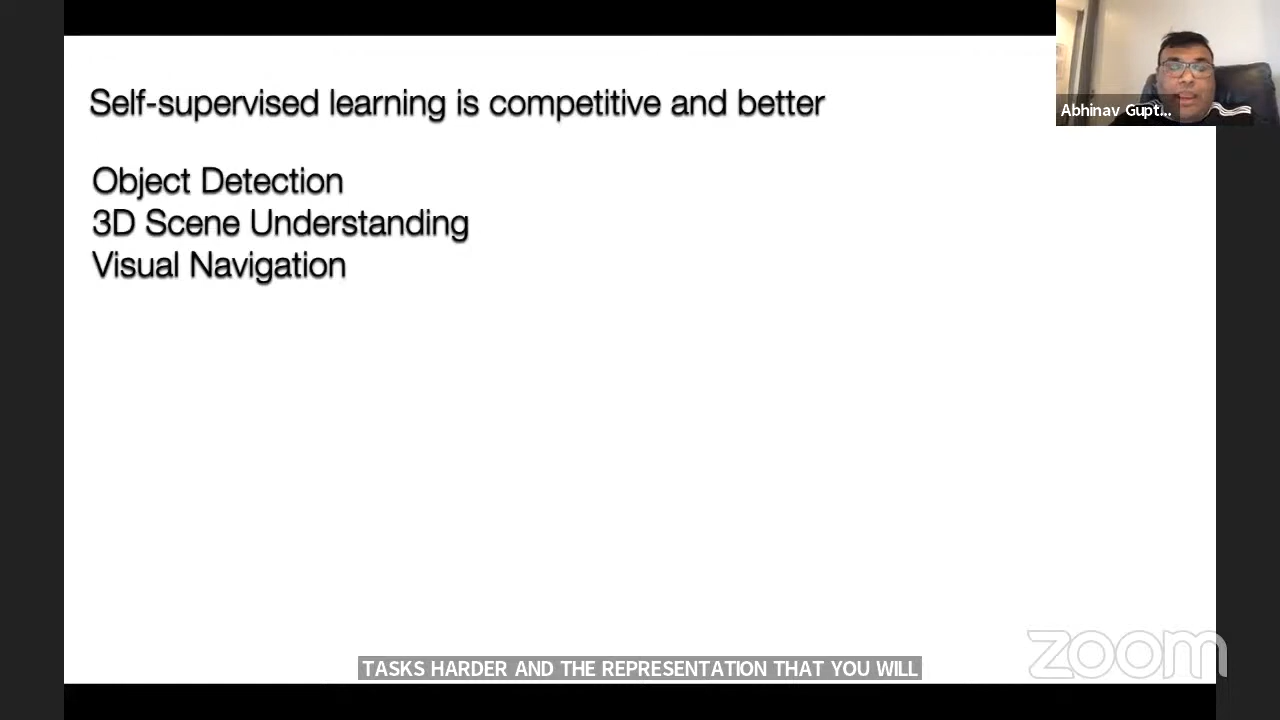 Self-supervised learning is competitive and better
Abhinav Gupt...
Object Detection
3D Scene Understanding
Visual Navigation
zoom
TASKS HARDER AND THE REPRESENTATION THAT YOU WILL